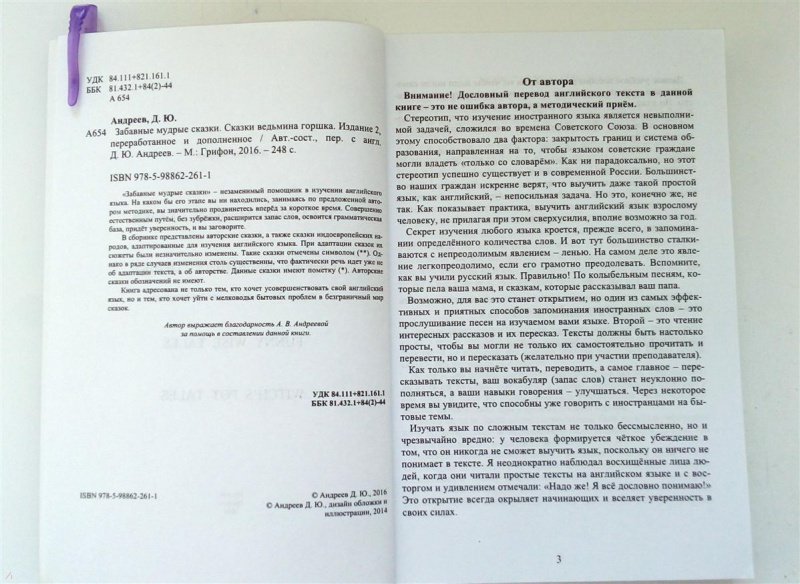 УДК 84.111+821.161.1
ББК 81.432.1+84(2)-44
А 654
Андреев, Д. Ю.
А654 Забавные мудрые сказки. Сказки ведьмина горшка. Издание 2,
переработанное и дополненное / Авт.-сост., пер. с англ.
Д. Ю. Андреев. – М.: Грифон, 2016. – 248 с.
ISBN 978-5-98862-261-1
«Забавные мудрые сказки» – незаменимый помощник в изучении английского
языка. На каком бы его этапе вы ни находились, занимаясь по предложенной авто-
ром методике, вы значительно продвинетесь вперёд за короткое время. Совершенно
естественным путём, без зубрёжки, расширится запас слов, освоится грамматическая
база, придёт уверенность, и вы заговорите.
В сборнике представлены авторские сказки, а также сказки индоевропейских на-
родов, адаптированные для изучения английского языка. При адаптации сказок их
сюжеты были незначительно изменены. Такие сказки отмечены символом (**). Од-
нако в ряде случаев изменения столь существенны, что фактически речь идёт уже не
об адаптации текста, а об авторстве. Данные сказки имеют пометку (*). Авторские
сказки обозначений не имеют.
Книга адресована не только тем, кто хочет усовершенствовать свой английский
язык, но и тем, кто хочет уйти с мелководья бытовых проблем в безграничный мир
сказок.
Автор выражает благодарность А. В. Андреевой
за помощь в составлении данной книги.
УДК 84.111+821.161.1
ББК 81.432.1+84(2)-44
ISBN 978-5-98862-261-1
© Андреев Д. Ю., 2016
© Андреев Д. Ю., дизайн обложки и
иллюстрации, 2014
От автора
Внимание! Дословный перевод английского текста в данной
книге – это не ошибка автора, а методический приём.
Стереотип, что изучение иностранного языка является невыполни-
мой задачей, сложился во времена Советского Союза. В основном
этому способствовало два фактора: закрытость границ и система об-
разования, направленная на то, чтобы языком советские граждане
могли владеть «только со словарём». Как ни парадоксально, но этот
стереотип успешно существует и в современной России. Большинст-
во наших граждан искренне верят, что выучить даже такой простой
язык, как английский, – непосильная задача. Но это, конечно же, не
так. Как показывает практика, выучить английский язык взрослому
человеку, не прилагая при этом сверхусилия, вполне возможно за год.
Секрет изучения любого языка кроется, прежде всего, в запомина-
нии определённого количества слов. И вот тут большинство сталки-
ваются с непреодолимым явлением – ленью. На самом деле это явле-
ние легкопреодолимо, если его грамотно преодолевать. Вспомните,
как вы учили русский язык. Правильно! По колыбельным песням, ко-
торые пела ваша мама, и сказкам, которые рассказывал ваш папа.
Возможно, для вас это станет открытием, но один из самых эффек-
тивных и приятных способов запоминания иностранных слов – это
прослушивание песен на изучаемом вами языке. Второй – это чтение
интересных рассказов и их пересказ. Тексты должны быть настолько
просты, чтобы вы могли не только их самостоятельно прочитать и
перевести, но и пересказать (желательно при участии преподавателя).
Как только вы начнёте читать, переводить, а самое главное – пере-
сказывать тексты, ваш вокабуляр (запас слов) станет неуклонно по-
полняться, а ваши навыки говорения – улучшаться. Через некоторое
время вы увидите, что способны уже говорить с иностранцами на бы-
товые темы.
Изучать язык по сложным текстам не только бессмысленно, но и
чрезвычайно вредно: у человека формируется чёткое убеждение в
том, что он никогда не сможет выучить язык, поскольку он ничего не
понимает в тексте. Я неоднократно наблюдал восхищённые лица лю-
дей, когда они читали простые тексты на английском языке и с вос-
торгом и удивлением отмечали: «Надо же! Я всё дословно понимаю!»
Это открытие всегда окрыляет начинающих и вселяет уверенность в
своих силах.
3